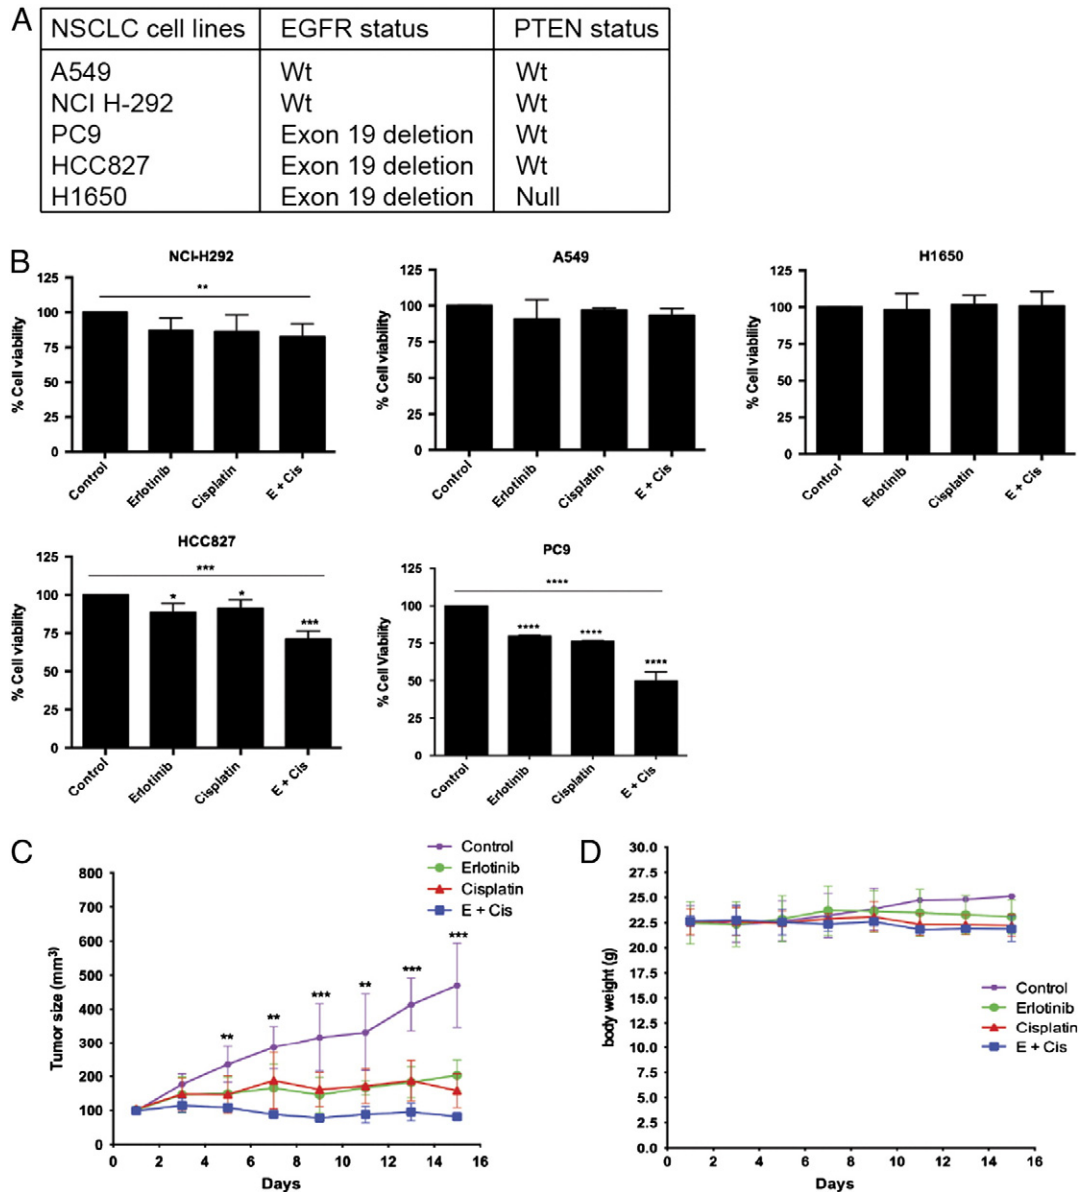 A
NSCLC cell lines EGFR status PTEN status
A549 Wt Wt
NCI H-292 Wt Wt
PC9 Exon 19 deletion Wt
HCC827 Exon 19 deletion Wt
H1650 Exon 19 deletion Null
B
NCI-H292
% Cell viability
125
100
75
50
25
0
**
Control Erlotinib Cisplatin E + Cis
A549
% Cell viability
125
100
75
50
25
0
Control Erlotinib Cisplatin E + Cis
H1650
% Cell viability
125
100
75
50
25
0
Control Erlotinib Cisplatin E + Cis
HCC827
% Cell viability
125
100
75
50
25
0
***
* * ***
Control Erlotinib Cisplatin E + Cis
PC9
% Cell Viability
125
100
75
50
25
0
****
**** **** ****
Control Erlotinib Cisplatin E + Cis
C
Control
Erlotinib
Cisplatin
E + Cis
Tumor size (mm³)
800
700
600
500
400
300
200
100
0
** ** *** ** *** ***
0 2 4 6 8 10 12 14 16
Days
D
body weight (g)
30.0
27.5
25.0
22.5
20.0
17.5
15.0
12.5
10.0
7.5
5.0
2.5
0.0
Control
Erlotinib
Cisplatin
E + Cis
0 2 4 6 8 10 12 14 16
Days